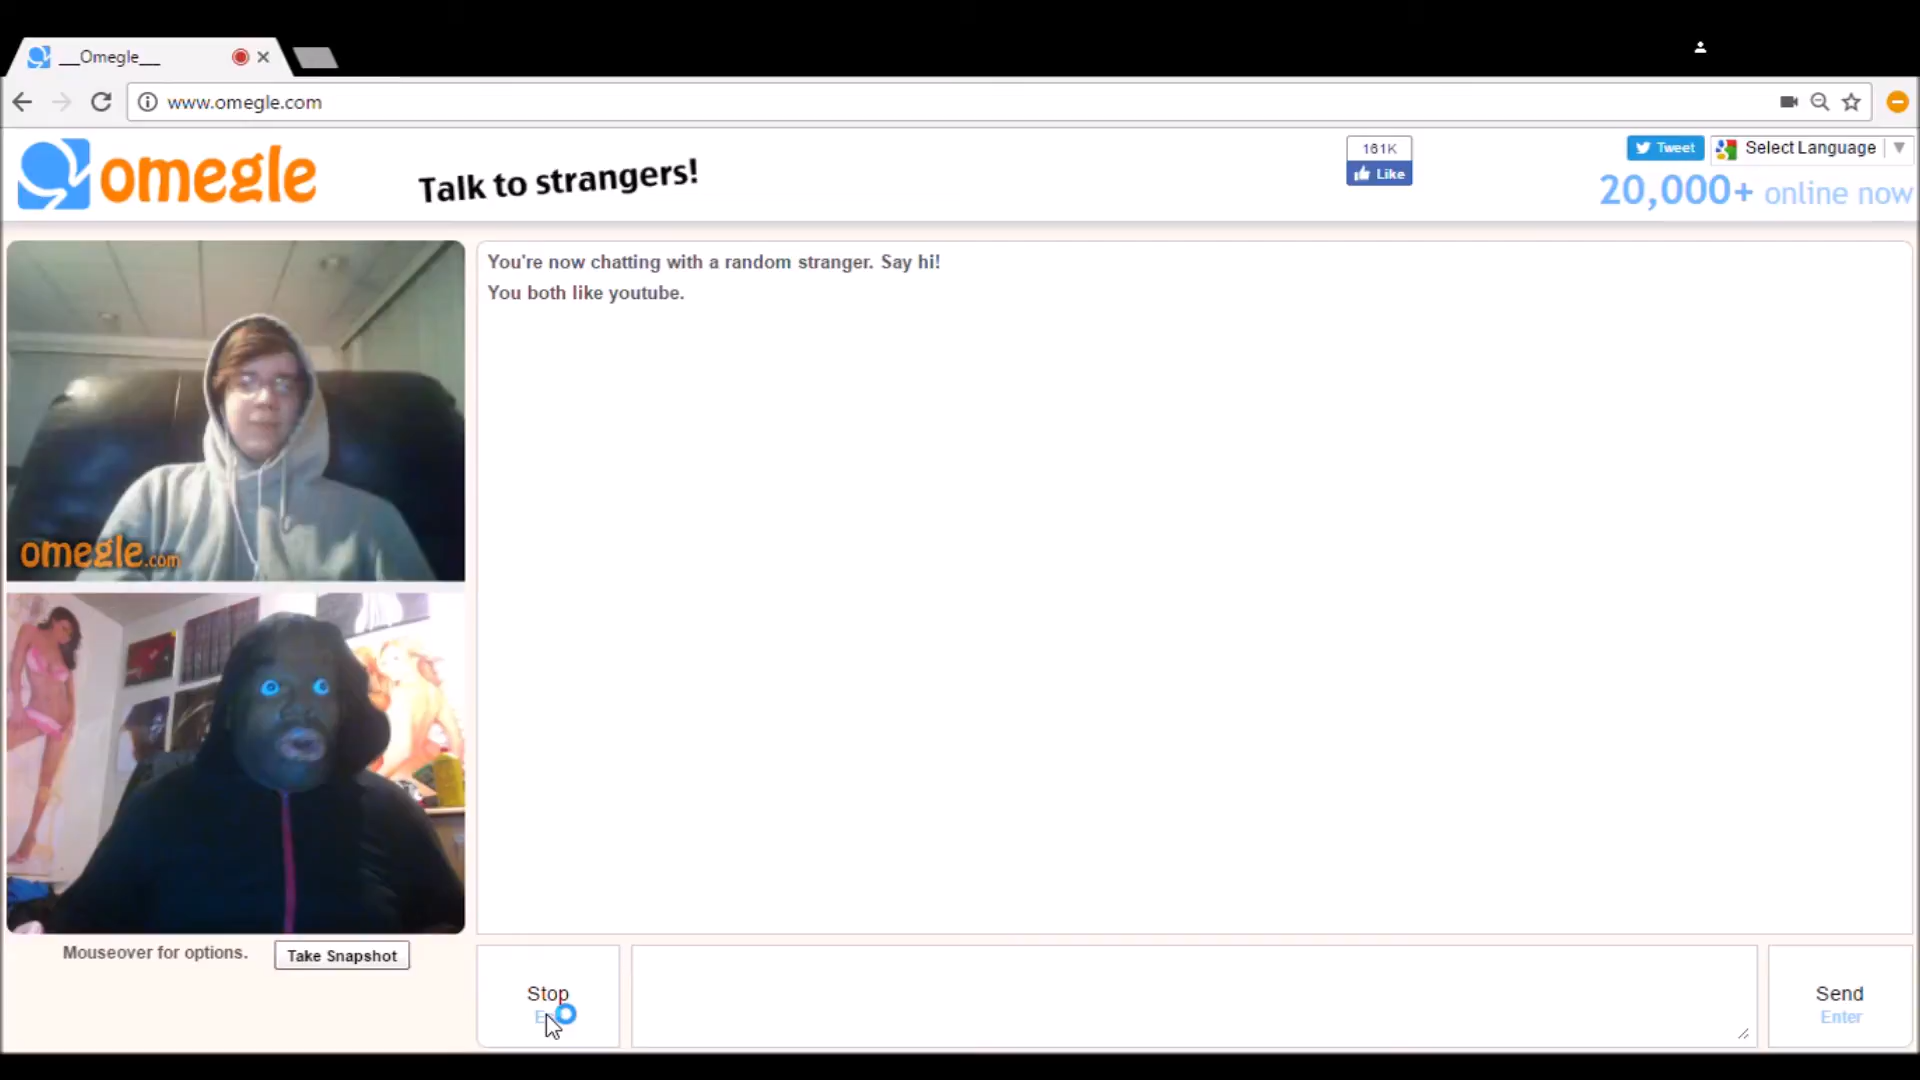 __Omegle__
www.omegle.com
omegle
Talk to strangers!
161K
Like
Tweet
Select Language
20,000+ online now
You're now chatting with a random stranger. Say hi!
You both like youtube.
omegle.com
Mouseover for options.
Take Snapshot
Stop
Send
Enter